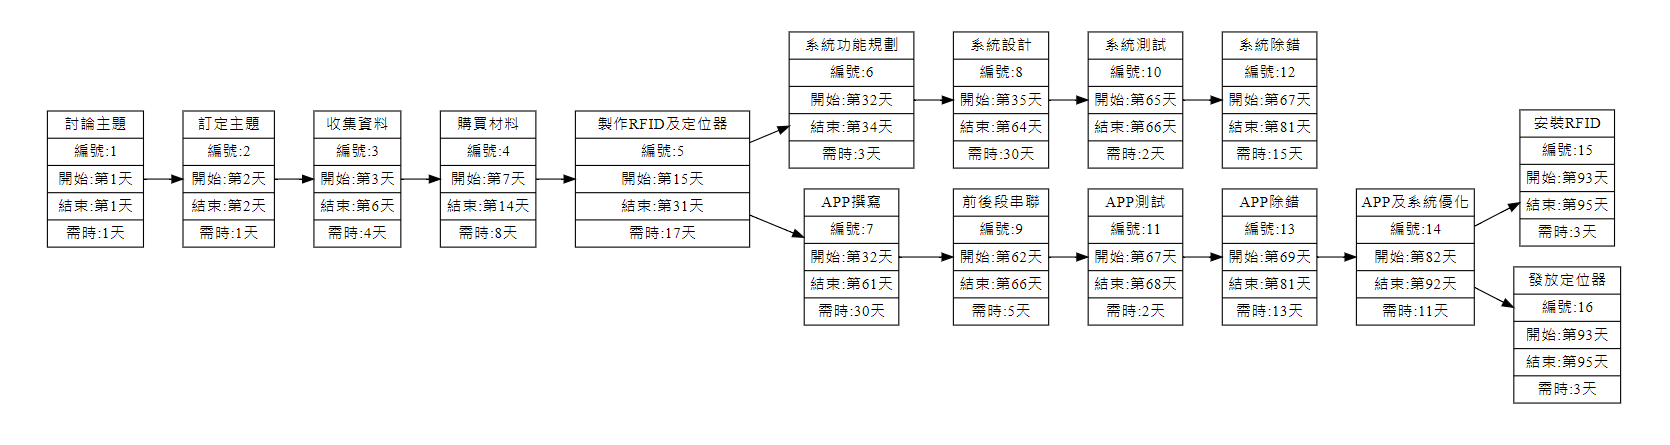 討論主題
編號:1
開始:第1天
結束:第1天
需時:1天
訂定主題
編號:2
開始:第2天
結束:第2天
需時:1天
收集資料
編號:3
開始:第3天
結束:第6天
需時:4天
購買材料
編號:4
開始:第7天
結束:第14天
需時:8天
製作RFID及定位器
編號:5
開始:第15天
結束:第31天
需時:17天
系統功能規劃
編號:6
開始:第32天
結束:第34天
需時:3天
系統設計
編號:8
開始:第35天
結束:第64天
需時:30天
系統測試
編號:10
開始:第65天
結束:第66天
需時:2天
系統除錯
編號:12
開始:第67天
結束:第81天
需時:15天
APP撰寫
編號:7
開始:第32天
結束:第61天
需時:30天
前後段串聯
編號:9
開始:第62天
結束:第66天
需時:5天
APP測試
編號:11
開始:第67天
結束:第68天
需時:2天
APP除錯
編號:13
開始:第69天
結束:第81天
需時:13天
APP及系統優化
編號:14
開始:第82天
結束:第92天
需時:11天
安裝RFID
編號:15
開始:第93天
結束:第95天
需時:3天
發放定位器
編號:16
開始:第93天
結束:第95天
需時:3天